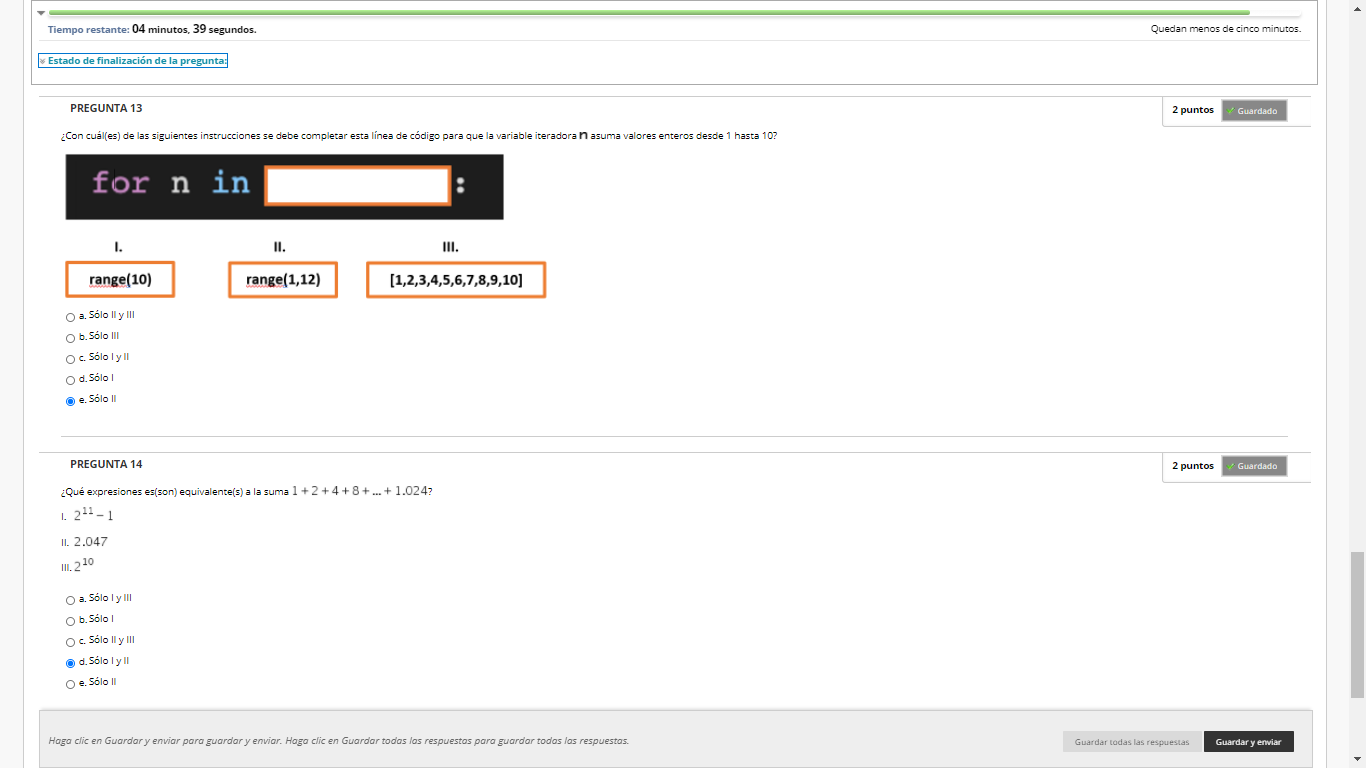 Tiempo restante: 04 minutos, 39 segundos.
Quedan menos de cinco minutos.
Estado de finalización de la pregunta:
PREGUNTA 13
2 puntos
Guardado
¿Con cuál(es) de las siguientes instrucciones se debe completar esta línea de código para que la variable iteradora n asuma valores enteros desde 1 hasta 10?
for n in :
I. II. III.
range(10) range(1,12) [1,2,3,4,5,6,7,8,9,10]
a. Sólo II y III
b. Sólo III
c. Sólo I y II
d. Sólo I
e. Sólo II
PREGUNTA 14
2 puntos
Guardado
¿Qué expresiones es(son) equivalente(s) a la suma 1 + 2 + 4 + 8 + ... + 1.024?
I. 2¹¹ − 1
II. 2.047
III. 2¹⁰
a. Sólo I y III
b. Sólo I
c. Sólo II y III
d. Sólo I y II
e. Sólo II
Haga clic en Guardar y enviar para guardar y enviar. Haga clic en Guardar todas las respuestas para guardar todas las respuestas.
Guardar todas las respuestas
Guardar y enviar